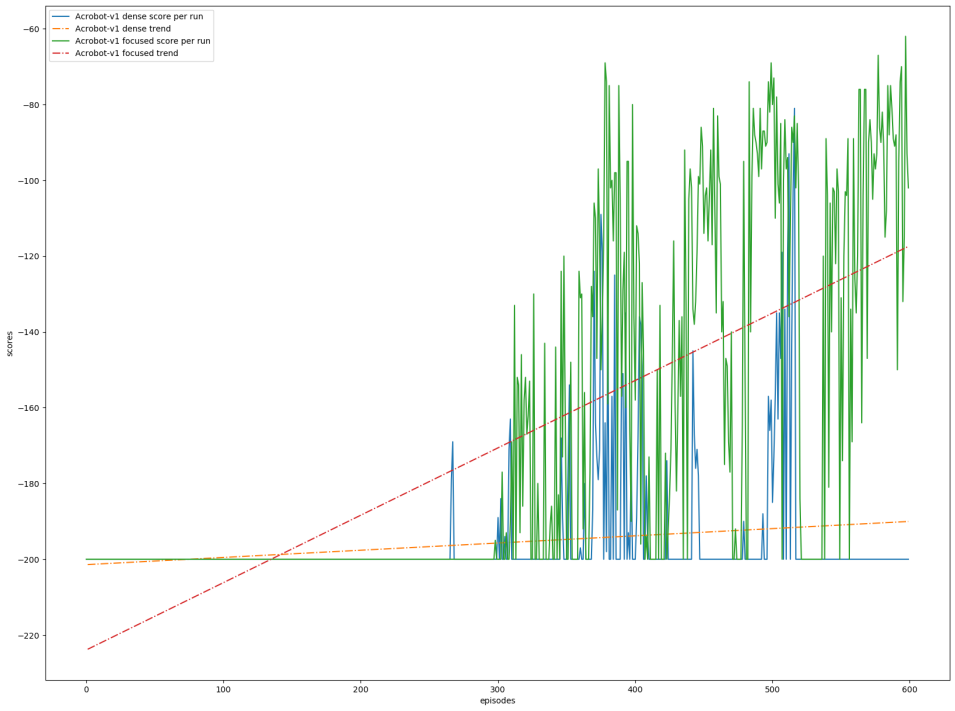 Acrobot-v1 dense score per run
Acrobot-v1 dense trend
Acrobot-v1 focused score per run
Acrobot-v1 focused trend
−60
−80
−100
−120
−140
−160
−180
−200
−220
scores
0 100 200 300 400 500 600
episodes